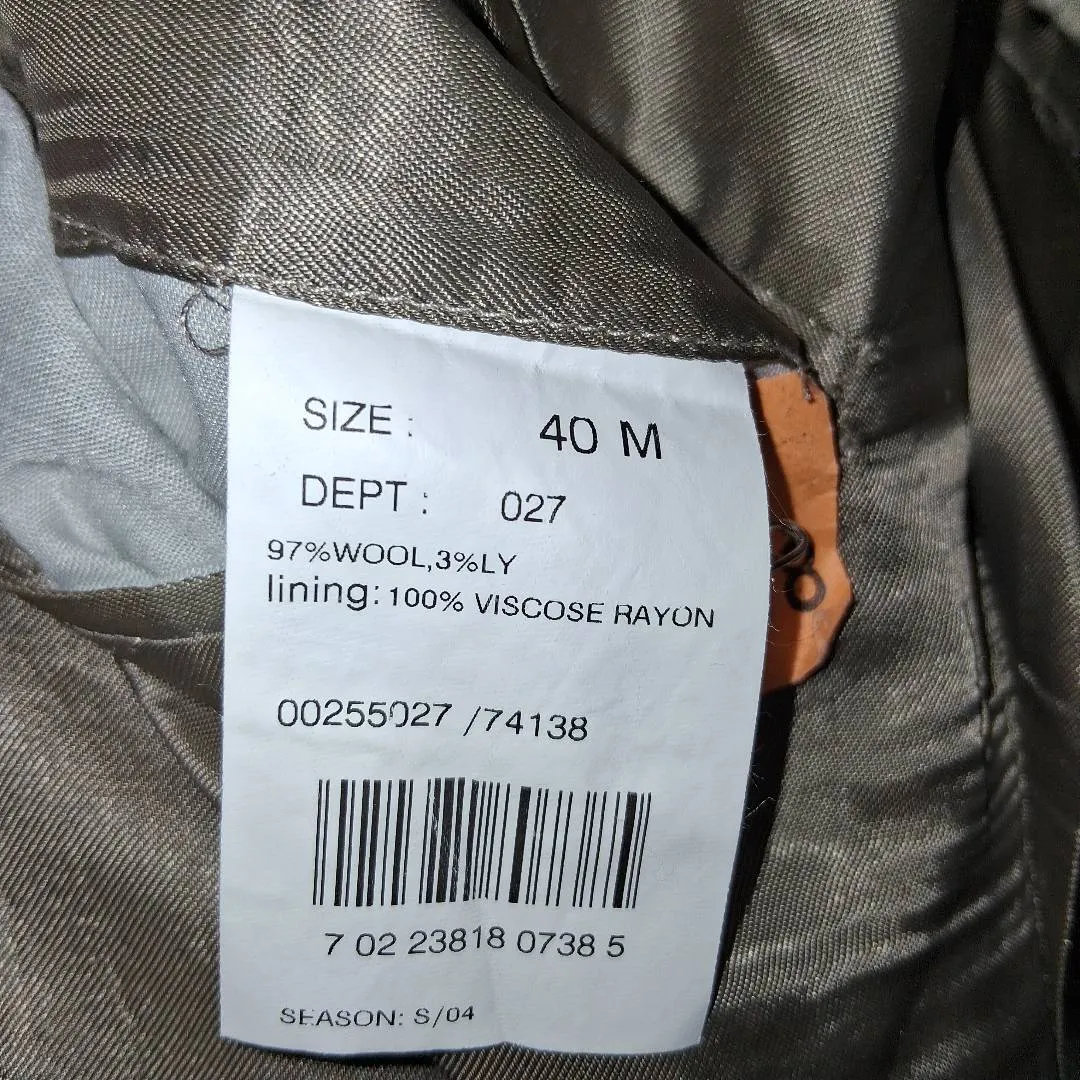 SIZE : 40 M
DEPT : 027
97%WOOL,3%LY
lining: 100% VISCOSE RAYON
00255027 /74138
7 02 23818 0738 5
SEASON: S/04